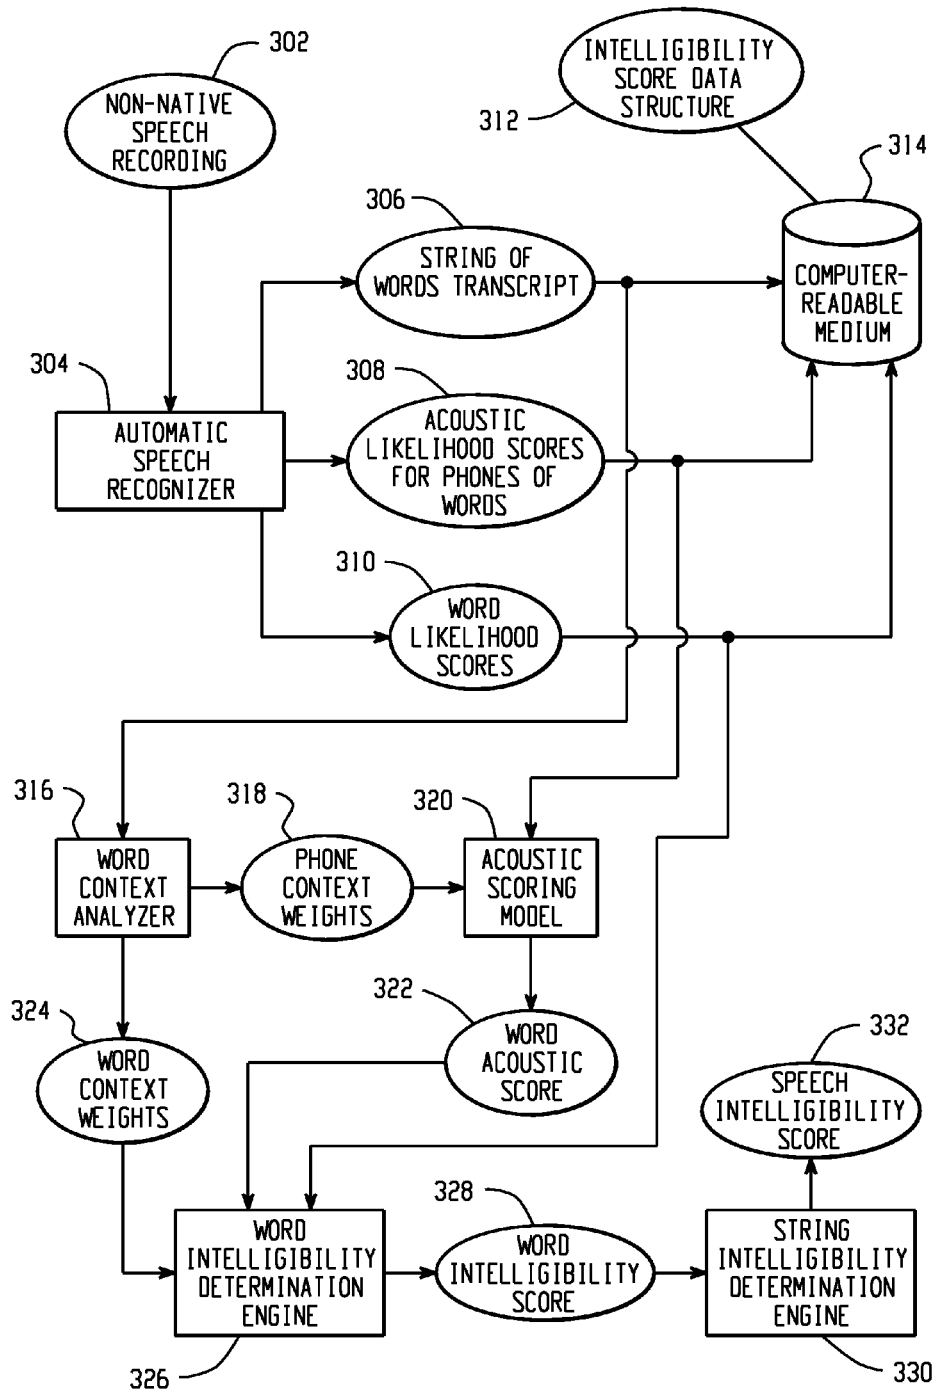 302
NON-NATIVE
SPEECH
RECORDING
INTELLIGIBILITY
SCORE DATA
STRUCTURE
312
314
COMPUTER-
READABLE
MEDIUM
306
STRING OF
WORDS TRANSCRIPT
304
AUTOMATIC
SPEECH
RECOGNIZER
308
ACOUSTIC
LIKELIHOOD SCORES
FOR PHONES OF
WORDS
310
WORD
LIKELIHOOD
SCORES
316
WORD
CONTEXT
ANALYZER
318
PHONE
CONTEXT
WEIGHTS
320
ACOUSTIC
SCORING
MODEL
322
WORD
ACOUSTIC
SCORE
324
WORD
CONTEXT
WEIGHTS
332
SPEECH
INTELLIGIBILITY
SCORE
WORD
INTELLIGIBILITY
DETERMINATION
ENGINE
326
328
WORD
INTELLIGIBILITY
SCORE
STRING
INTELLIGIBILITY
DETERMINATION
ENGINE
330